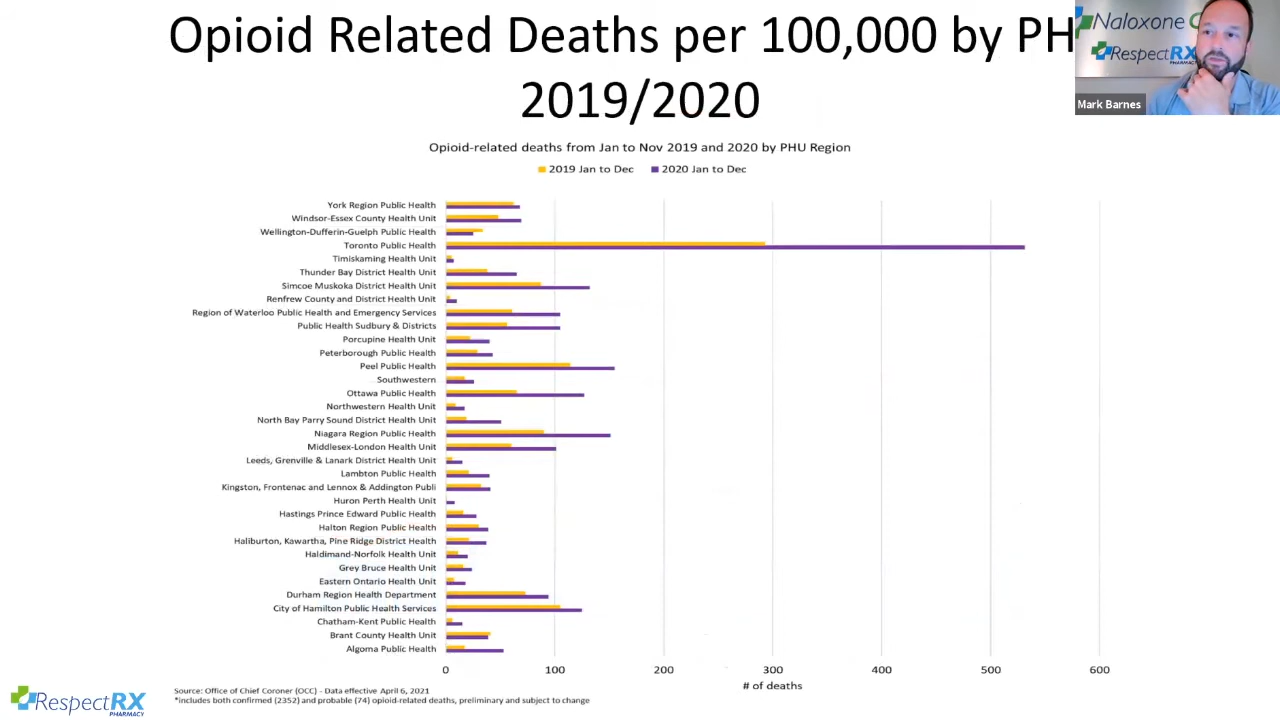 Opioid Related Deaths per 100,000 by PH
2019/2020
Naloxone C
RespectRX
PHARMACY
Mark Barnes
Opioid-related deaths from Jan to Nov 2019 and 2020 by PHU Region
2019 Jan to Dec 2020 Jan to Dec
York Region Public Health
Windsor-Essex County Health Unit
Wellington-Dufferin-Guelph Public Health
Toronto Public Health
Timiskaming Health Unit
Thunder Bay District Health Unit
Simcoe Muskoka District Health Unit
Renfrew County and District Health Unit
Region of Waterloo Public Health and Emergency Services
Public Health Sudbury & Districts
Porcupine Health Unit
Peterborough Public Health
Peel Public Health
Southwestern
Ottawa Public Health
Northwestern Health Unit
North Bay Parry Sound District Health Unit
Niagara Region Public Health
Middlesex-London Health Unit
Leeds, Grenville & Lanark District Health Unit
Lambton Public Health
Kingston, Frontenac and Lennox & Addington Publi
Huron Perth Health Unit
Hastings Prince Edward Public Health
Halton Region Public Health
Haliburton, Kawartha, Pine Ridge District Health
Haldimand-Norfolk Health Unit
Grey Bruce Health Unit
Eastern Ontario Health Unit
Durham Region Health Department
City of Hamilton Public Health Services
Chatham-Kent Public Health
Brant County Health Unit
Algoma Public Health
0 100 200 300 400 500 600
# of deaths
Source: Office of Chief Coroner (OCC) - Data effective April 6, 2021
*includes both confirmed (2352) and probable (74) opioid-related deaths, preliminary and subject to change
RespectRX
PHARMACY